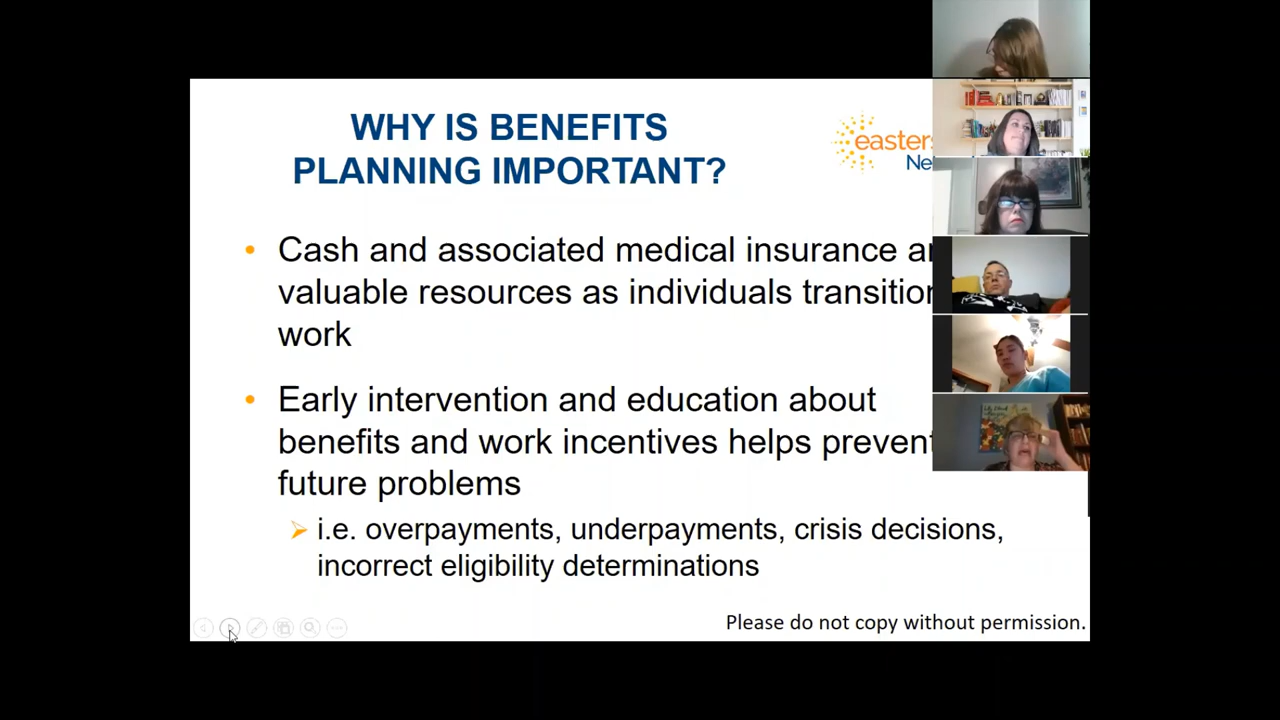 WHY IS BENEFITS
PLANNING IMPORTANT?
easters
Ne
• Cash and associated medical insurance
valuable resources as individuals transition
work
• Early intervention and education about
benefits and work incentives helps prevent
future problems
i.e. overpayments, underpayments, crisis decisions,
incorrect eligibility determinations
Please do not copy without permission.